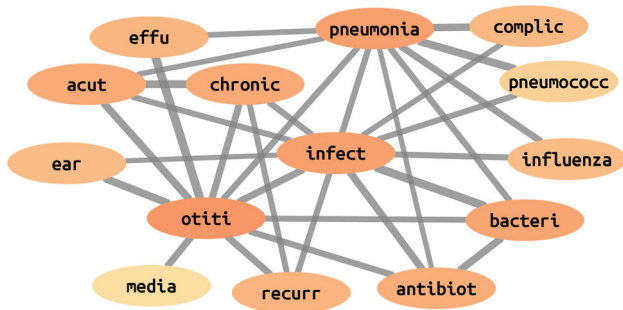 effu
pneumonia
complic
acut
chronic
pneumococc
ear
infect
influenza
otiti
bacteri
media
recurr
antibiot